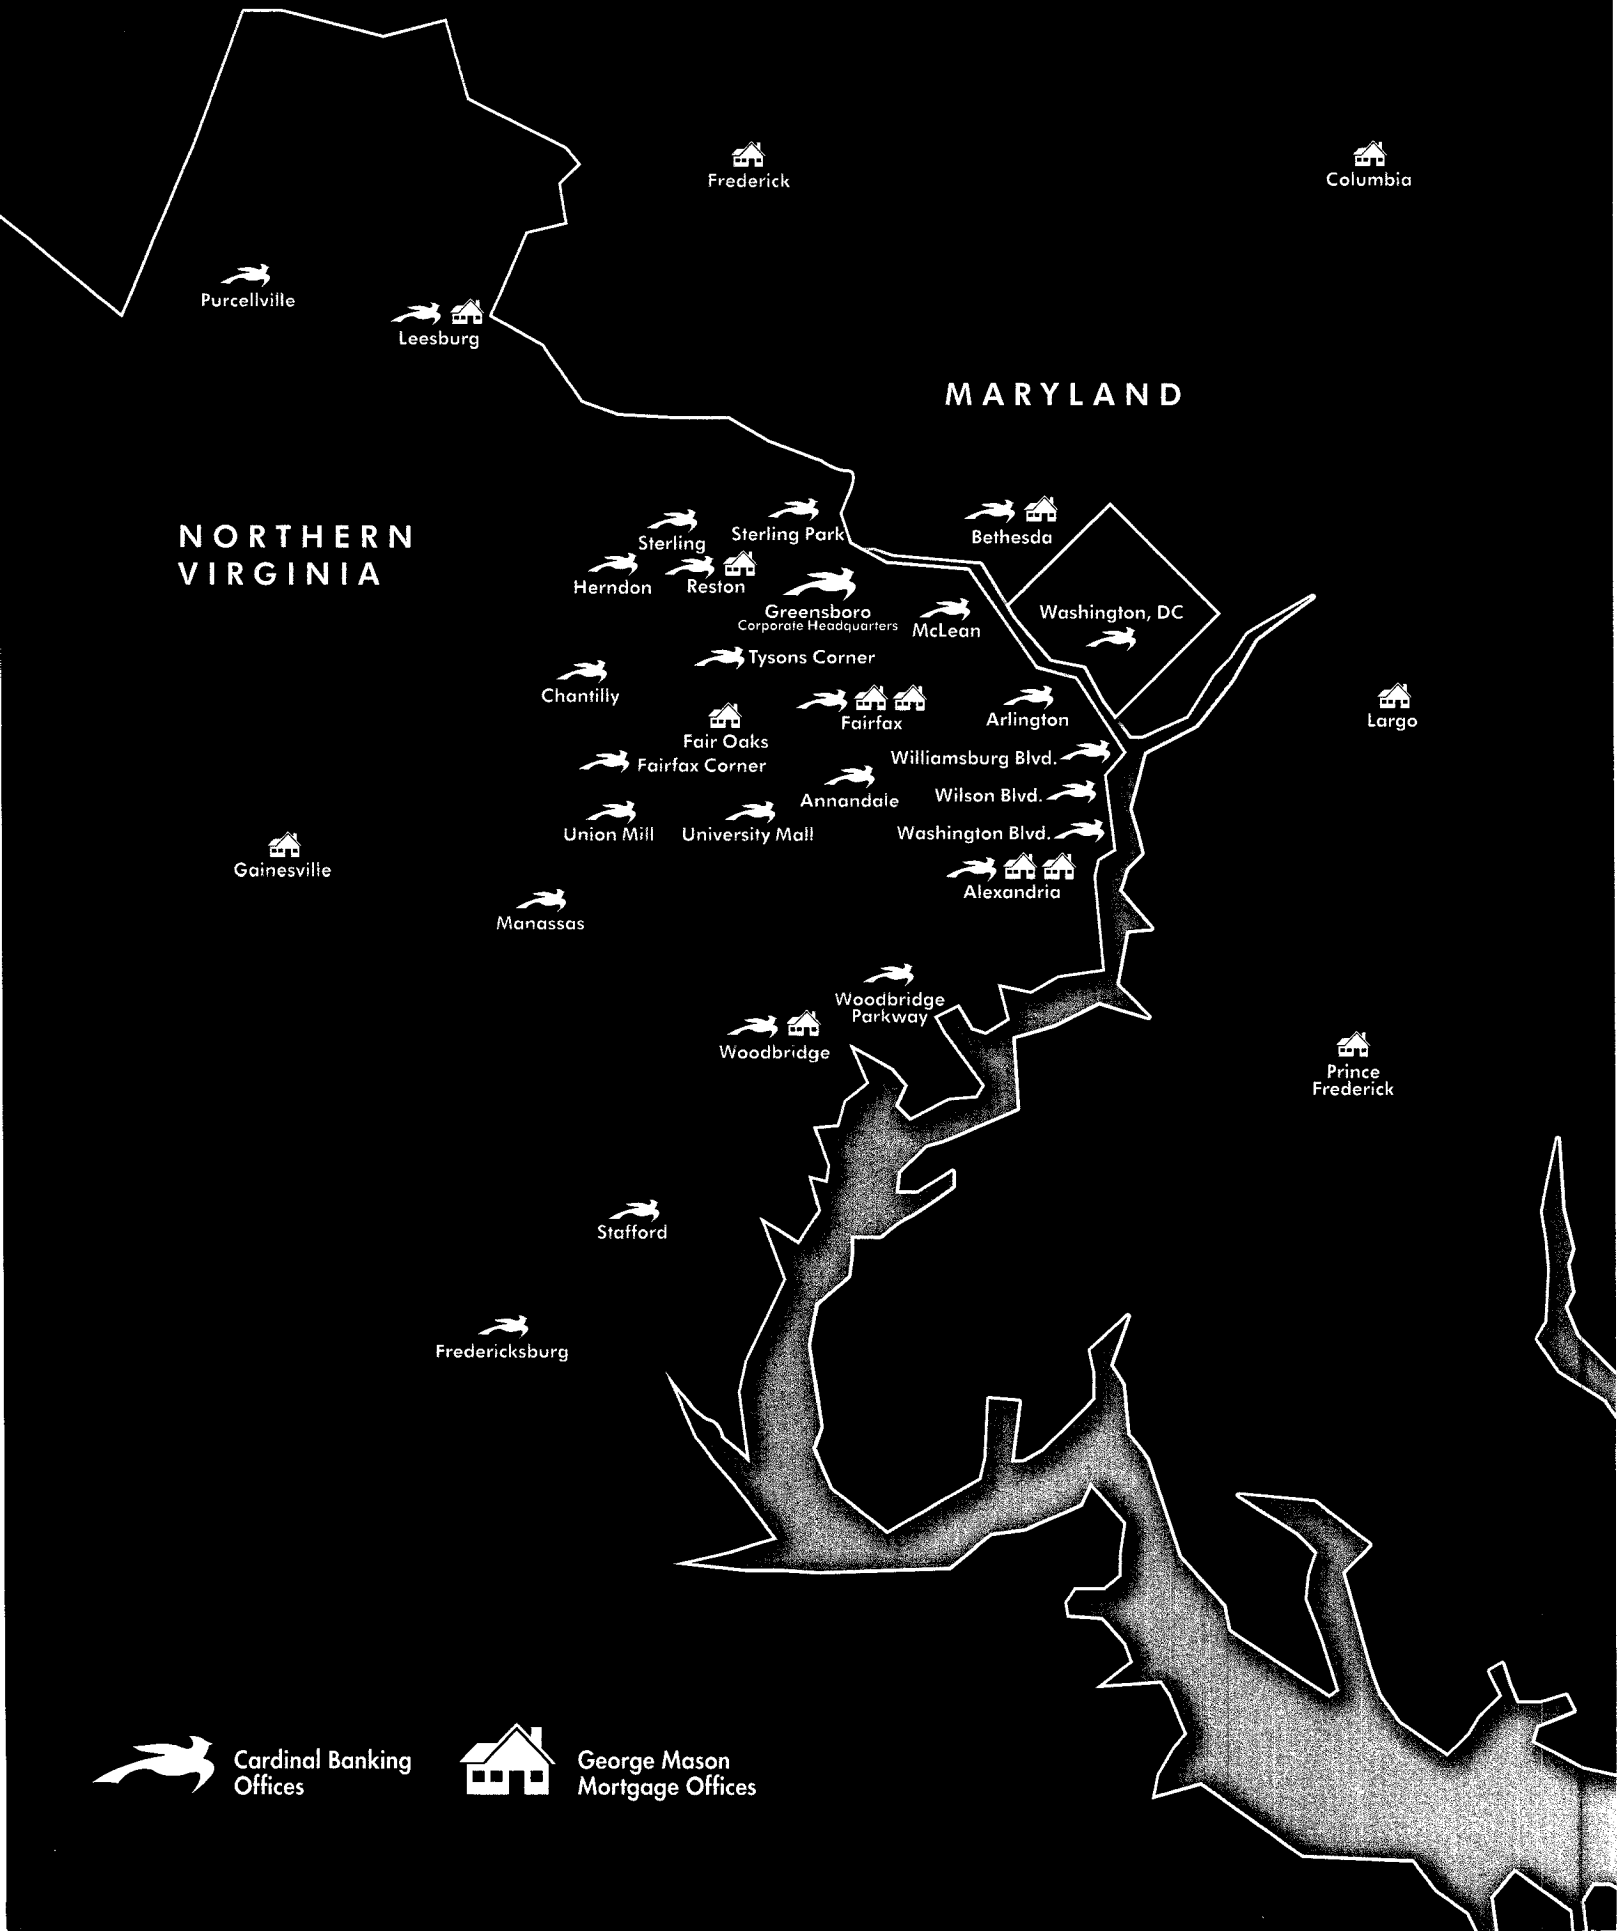 Frederick
Columbia
Purcellville
Leesburg
MARYLAND
NORTHERN
VIRGINIA
Sterling
Sterling Park
Bethesda
Herndon
Reston
Greensboro
Corporate Headquarters
McLean
Washington, DC
Tysons Corner
Chantilly
Fairfax
Arlington
Largo
Fair Oaks
Fairfax Corner
Williamsburg Blvd.
Annandale
Wilson Blvd.
Union Mill
University Mall
Washington Blvd.
Gainesville
Alexandria
Manassas
Woodbridge
Parkway
Woodbridge
Prince
Frederick
Stafford
Fredericksburg
Cardinal Banking
Offices
George Mason
Mortgage Offices